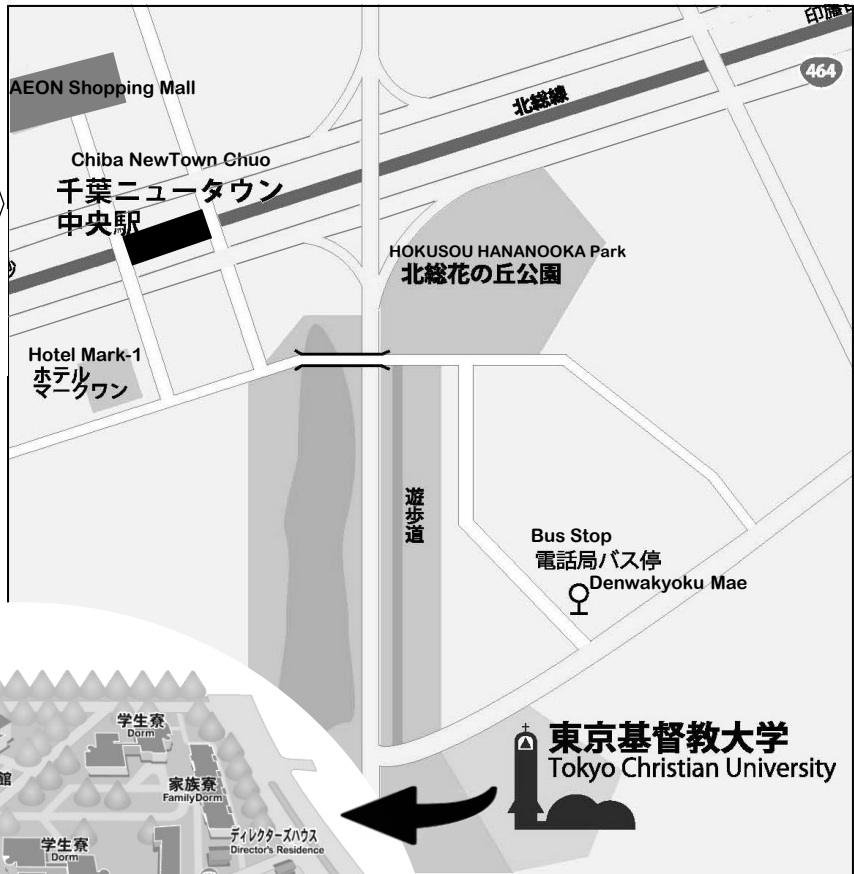 464
北総線
AEON Shopping Mall
Chiba NewTown Chuo
千葉ニュータウン
中央駅
HOKUSOU HANANOOKA Park
北総花の丘公園
Hotel Mark-1
ホテル
マークワン
遊歩道
Bus Stop
電話局バス停
Denwakyoku Mae
東京基督教大学
Tokyo Christian University
学生寮
Dorm
館
家族寮
FamilyDorm
ディレクターズハウス
Director's Residence
学生寮
Dorm